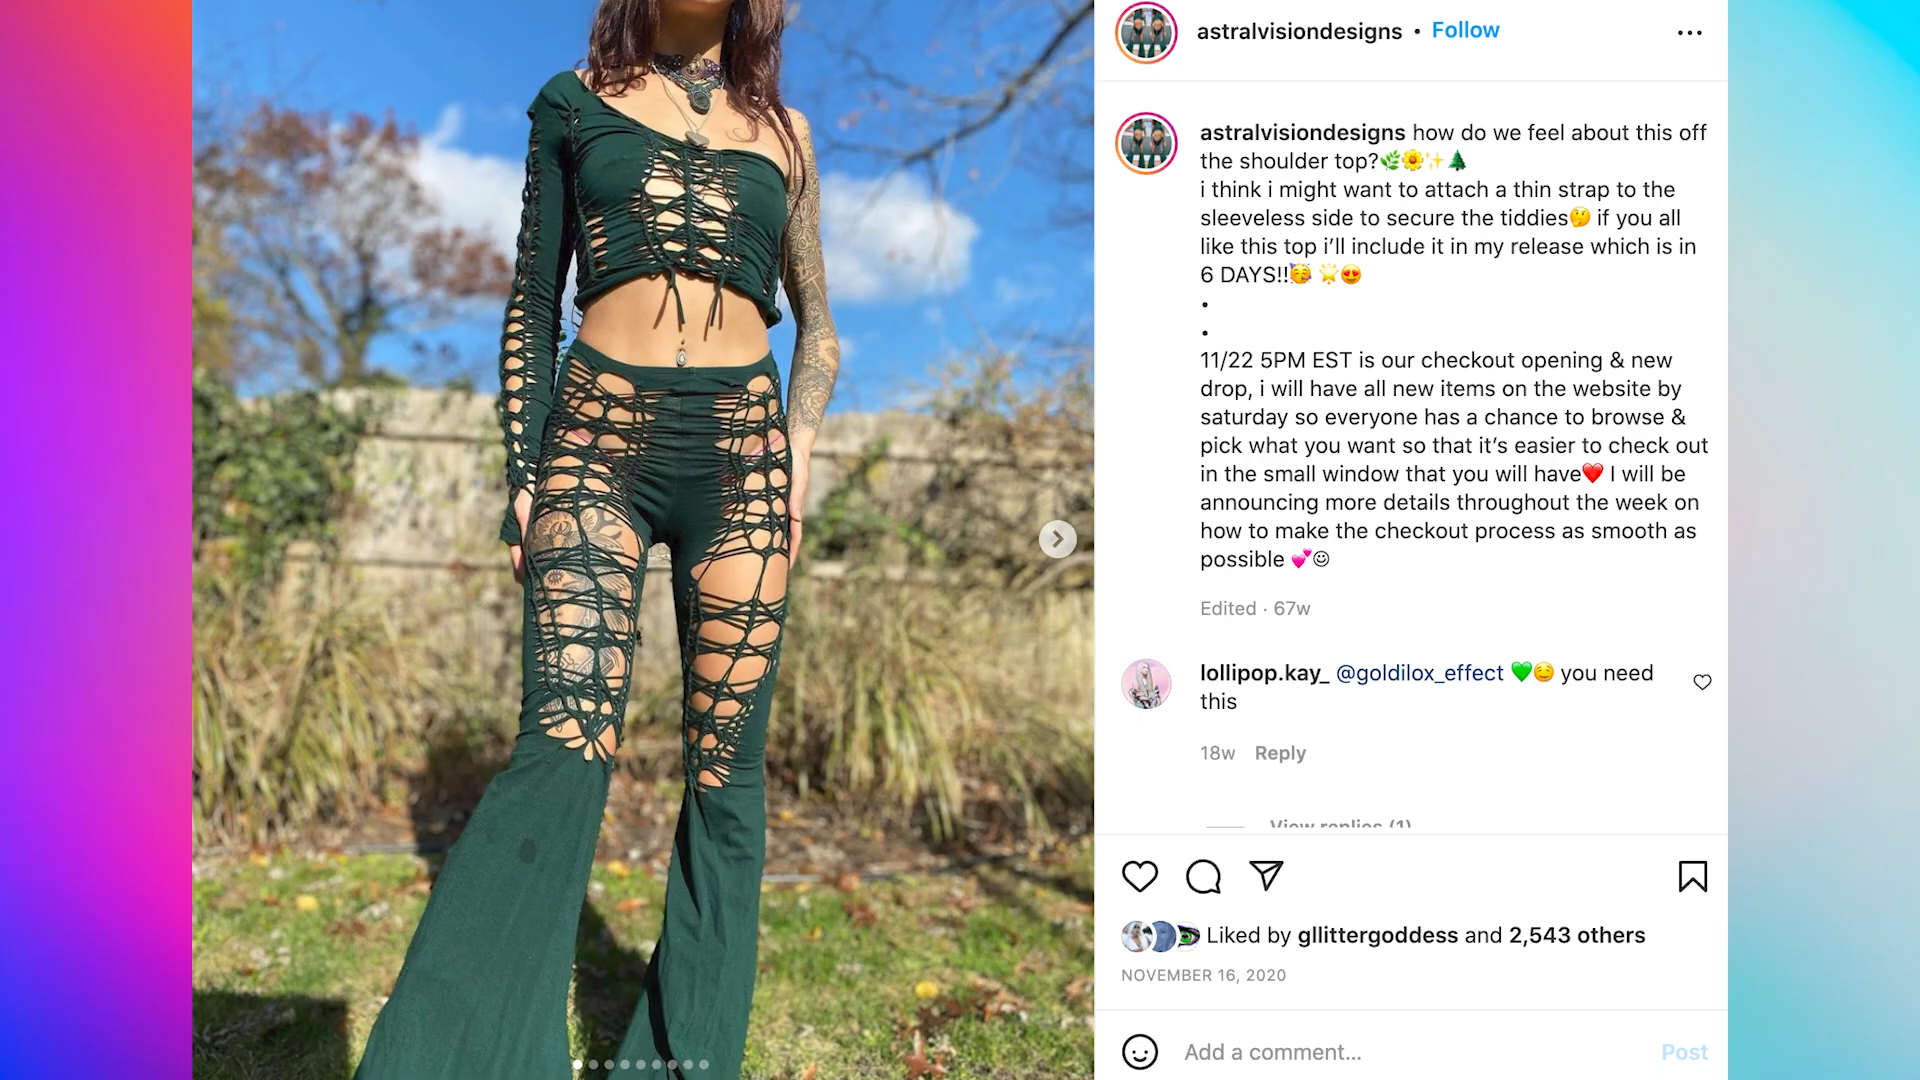 astralvisiondesigns • Follow
astralvisiondesigns how do we feel about this off
the shoulder top?🌿🌼✨🌲
i think i might want to attach a thin strap to the
sleeveless side to secure the tiddies🤔 if you all
like this top i’ll include it in my release which is in
6 DAYS!!🥳 🌟😍
•
•
11/22 5PM EST is our checkout opening & new
drop, i will have all new items on the website by
saturday so everyone has a chance to browse &
pick what you want so that it’s easier to check out
in the small window that you will have❤️ I will be
announcing more details throughout the week on
how to make the checkout process as smooth as
possible 💕☺
Edited · 67w
lollipop.kay_ @goldilox_effect 💚🤤 you need
this
18w Reply
View replies (1)
Liked by gllittergoddess and 2,543 others
NOVEMBER 16, 2020
Add a comment...
Post